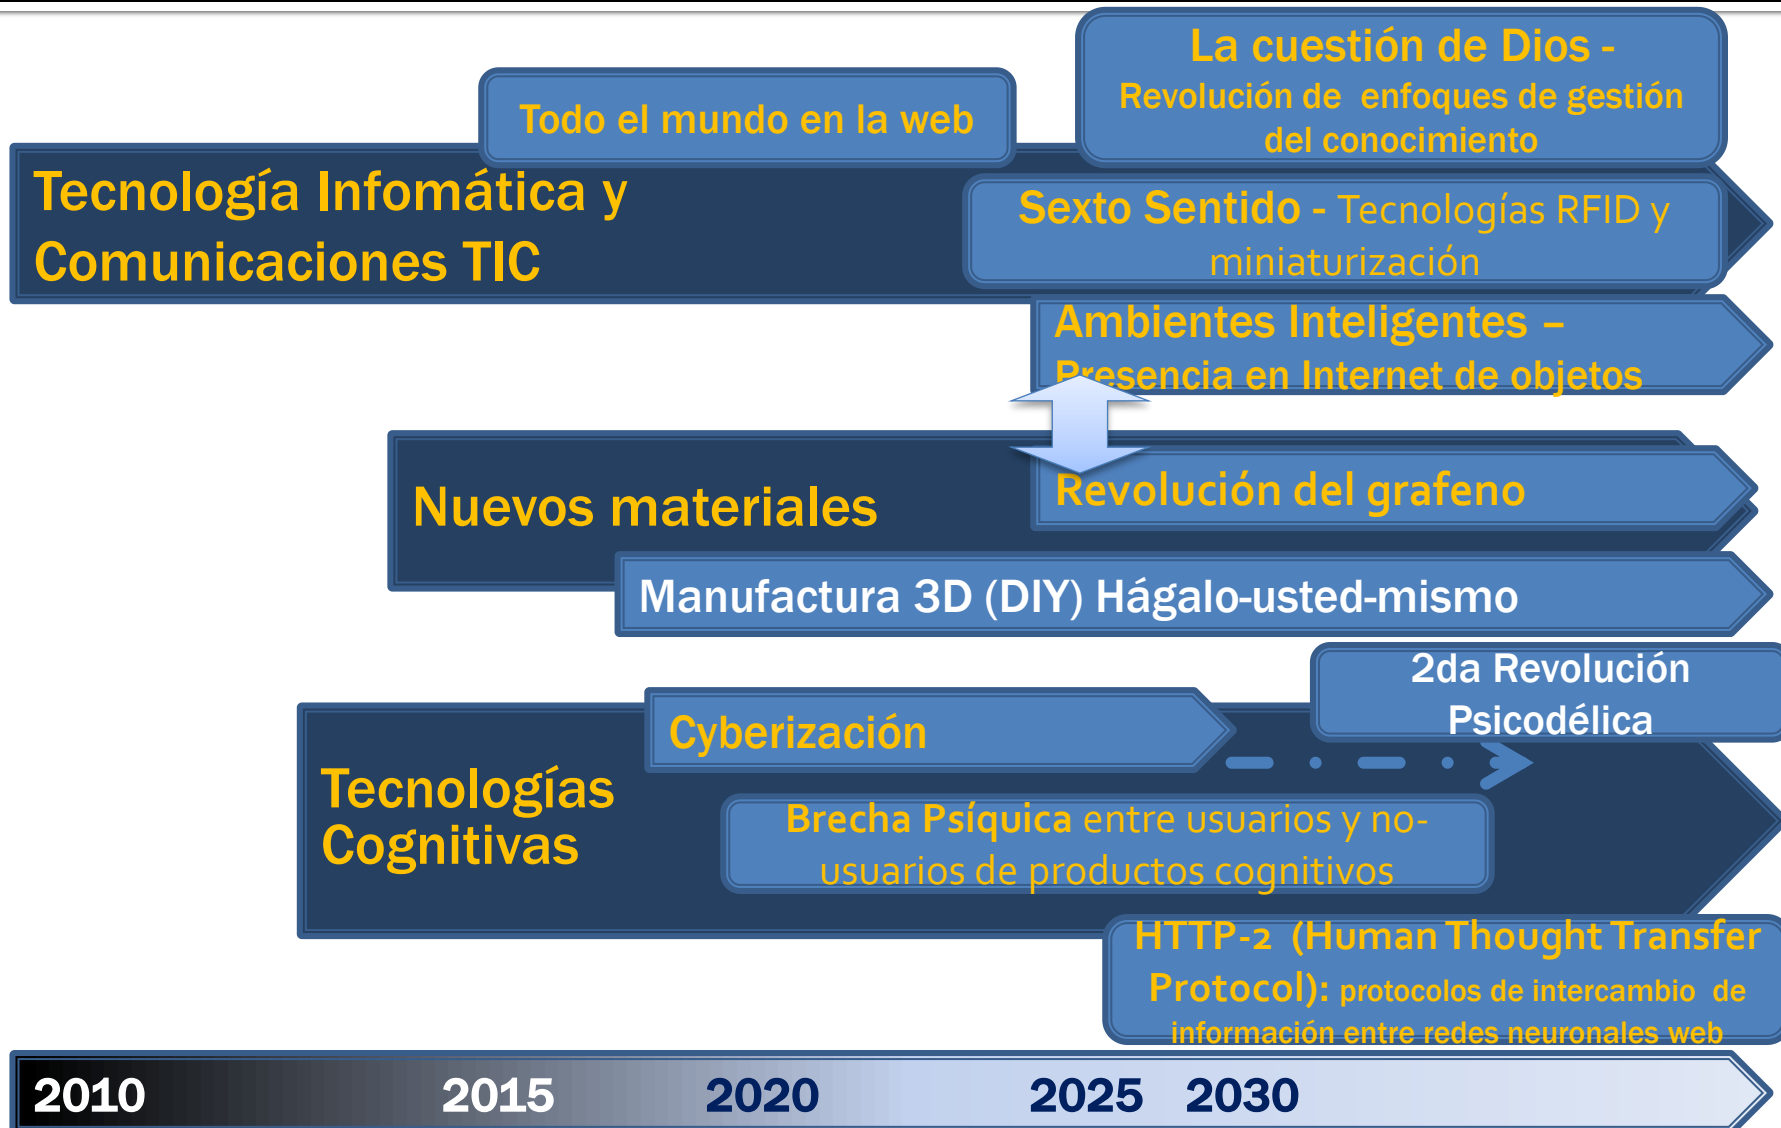 La cuestión de Dios -
Revolución de enfoques de gestión
del conocimiento
Todo el mundo en la web
Tecnología Infomática y
Comunicaciones TIC
Sexto Sentido - Tecnologías RFID y
miniaturización
Ambientes Inteligentes –
Presencia en Internet de objetos
Nuevos materiales
Revolución del grafeno
Manufactura 3D (DIY) Hágalo-usted-mismo
2da Revolución
Psicodélica
Cyberización
Tecnologías
Cognitivas
Brecha Psíquica entre usuarios y no-
usuarios de productos cognitivos
HTTP-2 (Human Thought Transfer
Protocol): protocolos de intercambio de
información entre redes neuronales web
2010 2015 2020 2025 2030